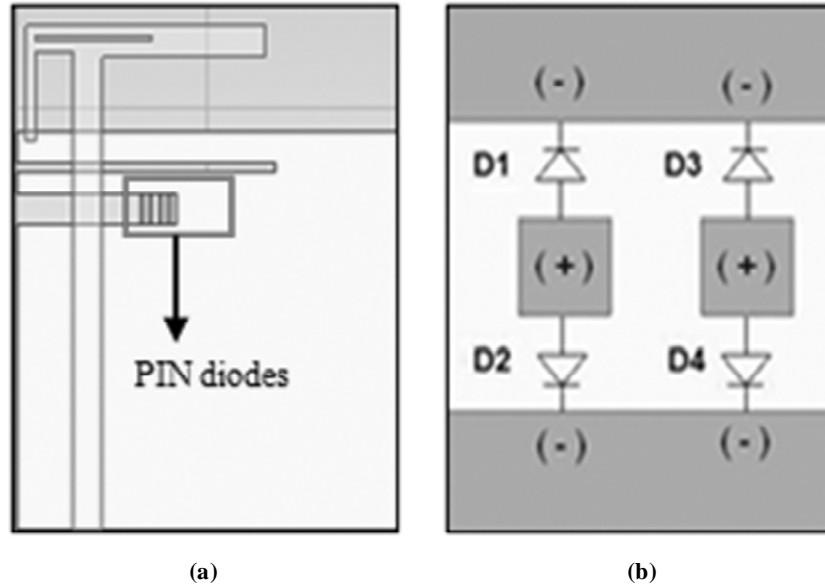 PIN diodes
(-) (-)
D1 D3
(+) (+)
D2 D4
(-) (-)
(a) (b)